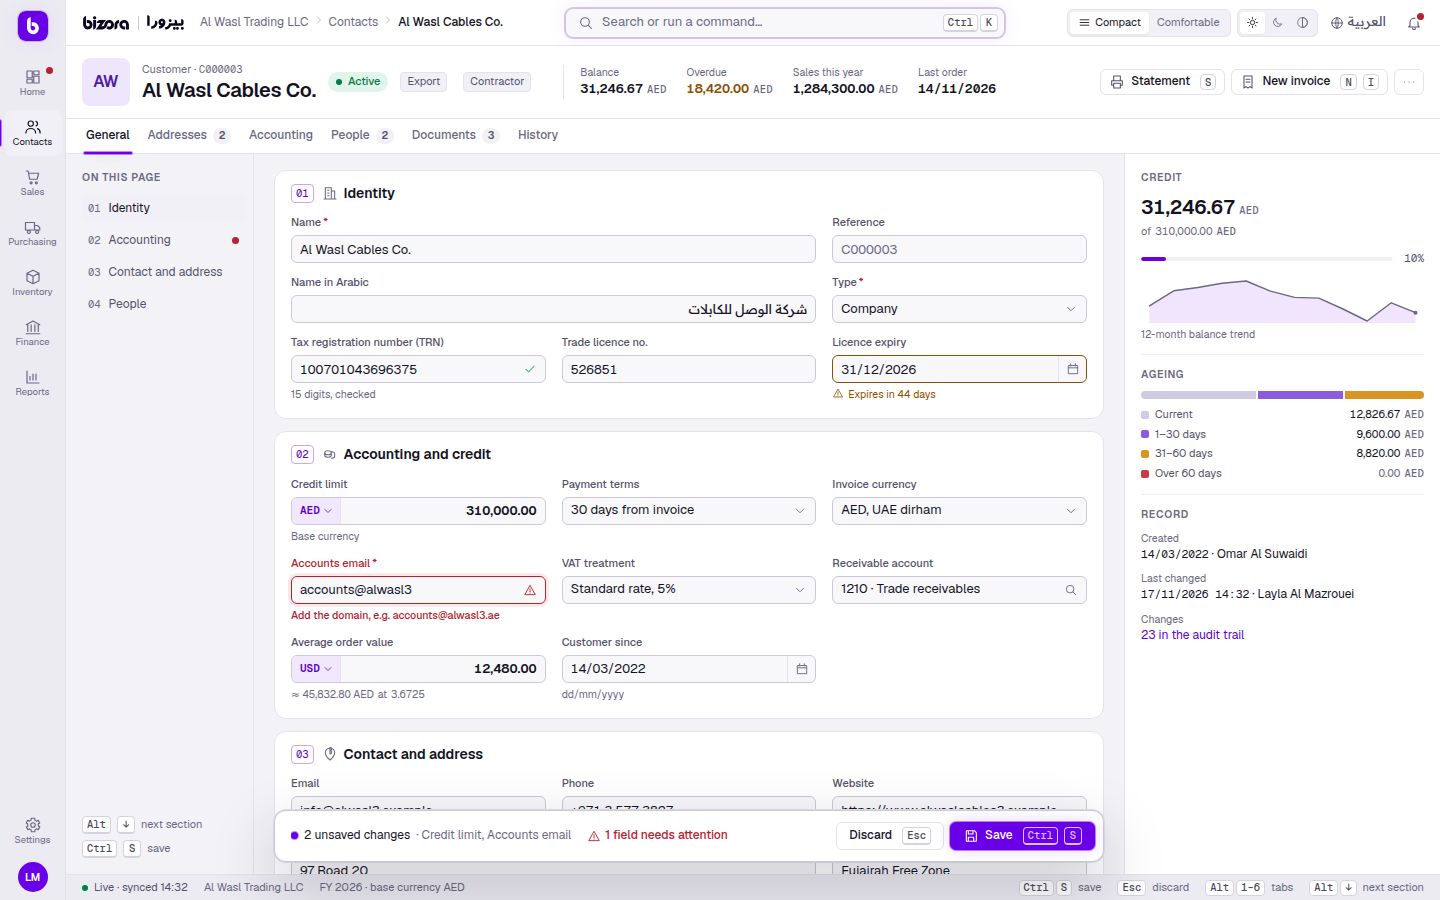 bizora | بيزورا
Al Wasl Trading LLC > Contacts > Al Wasl Cables Co.
Search or run a command... Ctrl K
Compact Comfortable
العربية
Home
Contacts
Sales
Purchasing
Inventory
Finance
Reports
Settings
LM
AW
Customer · C000003
Al Wasl Cables Co.
Active Export Contractor
Balance
31,246.67 AED
Overdue
18,420.00 AED
Sales this year
1,284,300.00 AED
Last order
14/11/2026
Statement S
New invoice N I
General Addresses 2 Accounting People 2 Documents 3 History
ON THIS PAGE
01 Identity
02 Accounting
03 Contact and address
04 People
Alt ↓ next section
Ctrl S save
01 Identity
Name *
Al Wasl Cables Co.
Reference
C000003
Name in Arabic
شركة الوصل للكابلات
Type *
Company
Tax registration number (TRN)
100701043696375
15 digits, checked
Trade licence no.
526851
Licence expiry
31/12/2026
Expires in 44 days
02 Accounting and credit
Credit limit
AED 310,000.00
Base currency
Payment terms
30 days from invoice
Invoice currency
AED, UAE dirham
Accounts email *
accounts@alwasl3
Add the domain, e.g. accounts@alwasl3.ae
VAT treatment
Standard rate, 5%
Receivable account
1210 · Trade receivables
Average order value
USD 12,480.00
≈ 45,832.80 AED at 3.6725
Customer since
14/03/2022
dd/mm/yyyy
03 Contact and address
Email
Phone
Website
2 unsaved changes · Credit limit, Accounts email
1 field needs attention
Discard Esc
Save Ctrl S
97 Road 20
Fujairah Free Zone
CREDIT
31,246.67 AED
of 310,000.00 AED
10%
12-month balance trend
AGEING
Current 12,826.67 AED
1–30 days 9,600.00 AED
31–60 days 8,820.00 AED
Over 60 days 0.00 AED
RECORD
Created
14/03/2022 · Omar Al Suwaidi
Last changed
17/11/2026 14:32 · Layla Al Mazrouei
Changes
23 in the audit trail
Live · synced 14:32 Al Wasl Trading LLC FY 2026 · base currency AED
Ctrl S save Esc discard Alt 1–6 tabs Alt ↓ next section